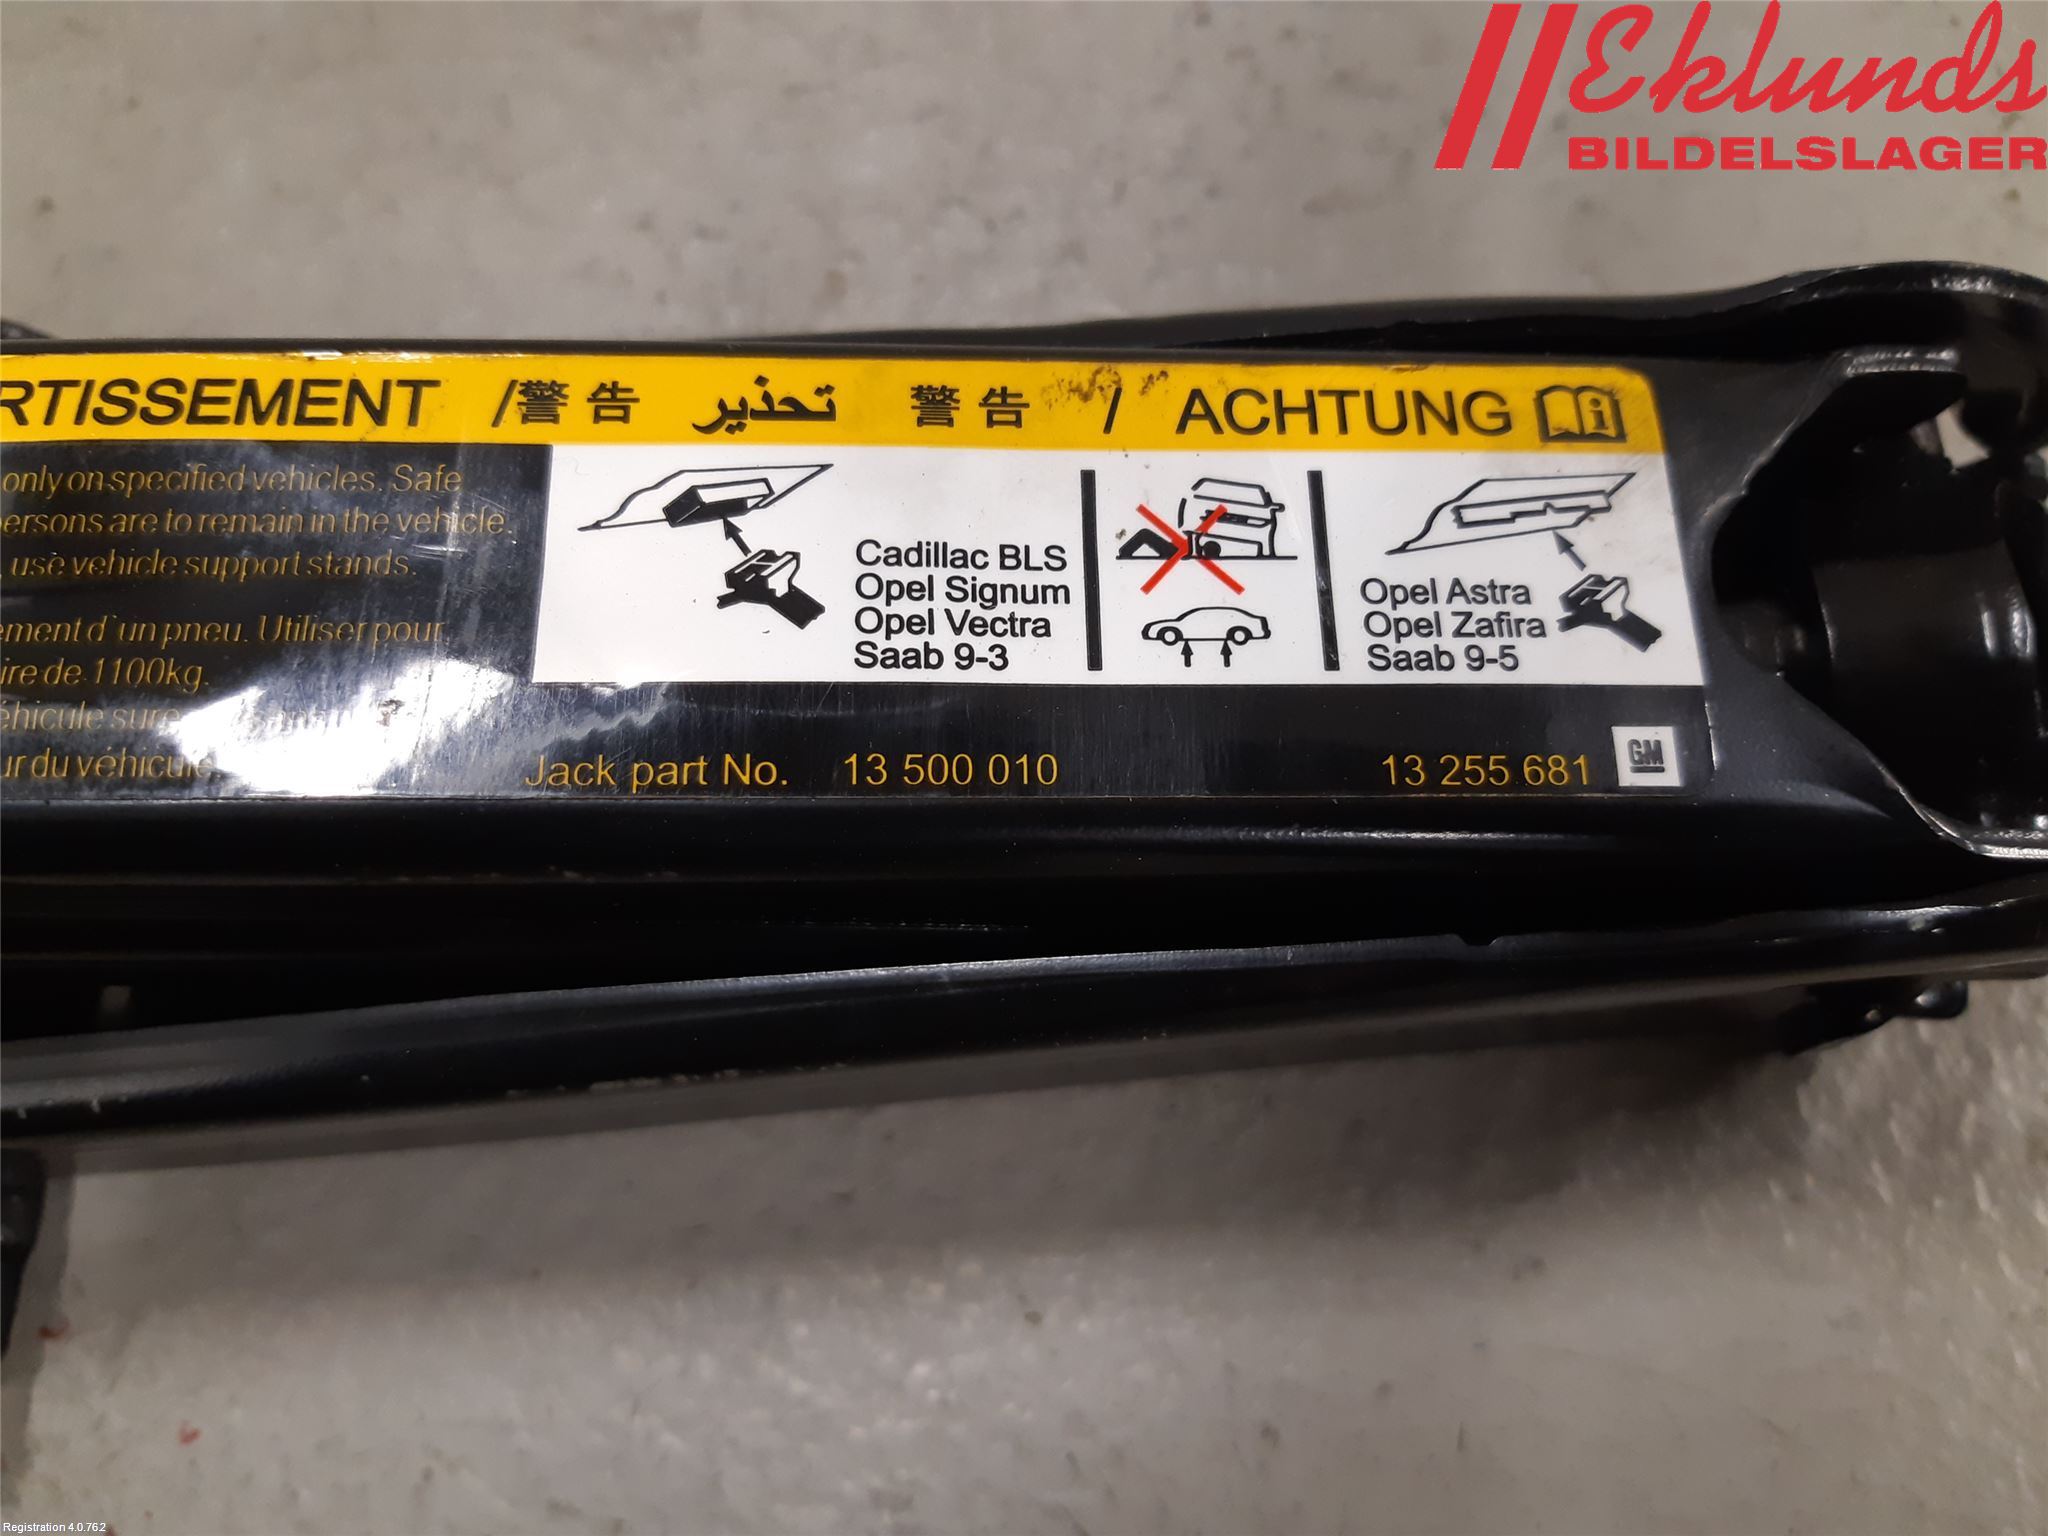 Eklunds
BILDELSLAGER
RTISSEMENT /警告 تحذير 警告 / ACHTUNG
only on specified vehicles. Safe
ersons are to remain in the vehicle.
, use vehicle support stands.
ement d'un pneu. Utiliser pour
ire de 1100kg.
éhicule sur
ur du véhicule
Cadillac BLS
Opel Signum
Opel Vectra
Saab 9-3
Opel Astra
Opel Zafira
Saab 9-5
Jack part No. 13 500 010 13 255 681 GM
Registration 4.0.762